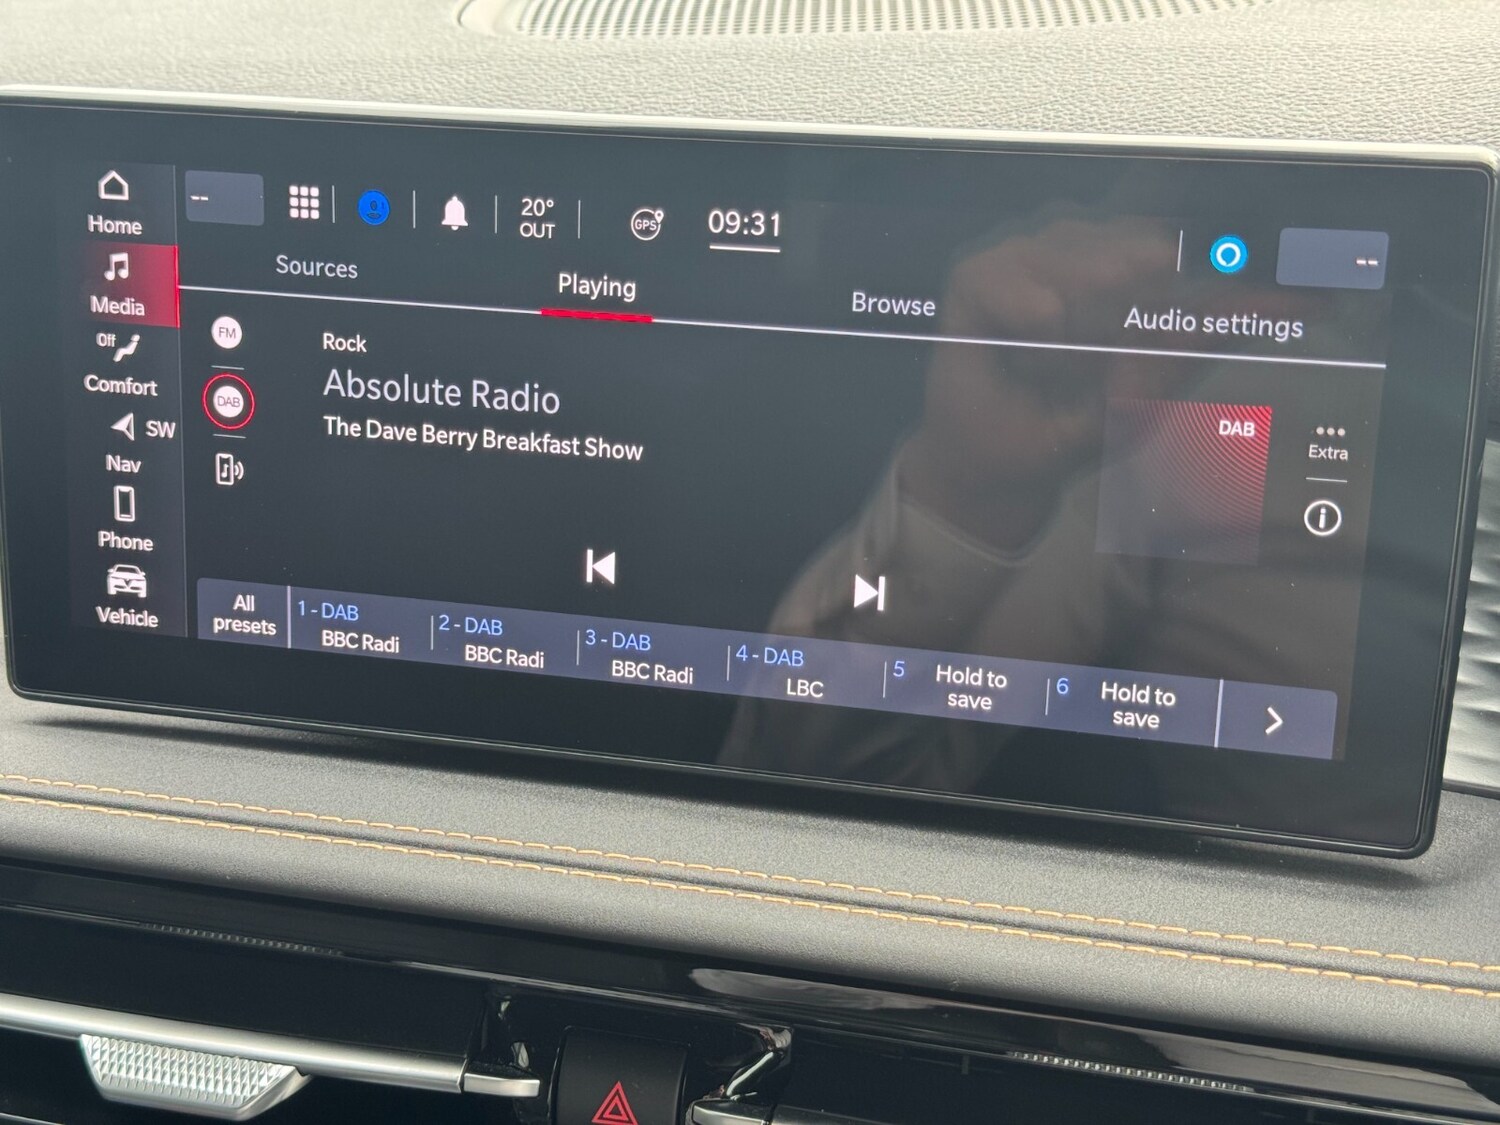 Home
Media
Off
Comfort
SW
Nav
Phone
Vehicle
--
20°
OUT
GPS
09:31
--
Sources
Playing
Browse
Audio settings
FM
DAB
Rock
Absolute Radio
The Dave Berry Breakfast Show
DAB
Extra
All
presets
1 - DAB
BBC Radi
2 - DAB
BBC Radi
3 - DAB
BBC Radi
4 - DAB
LBC
5
Hold to
save
6
Hold to
save